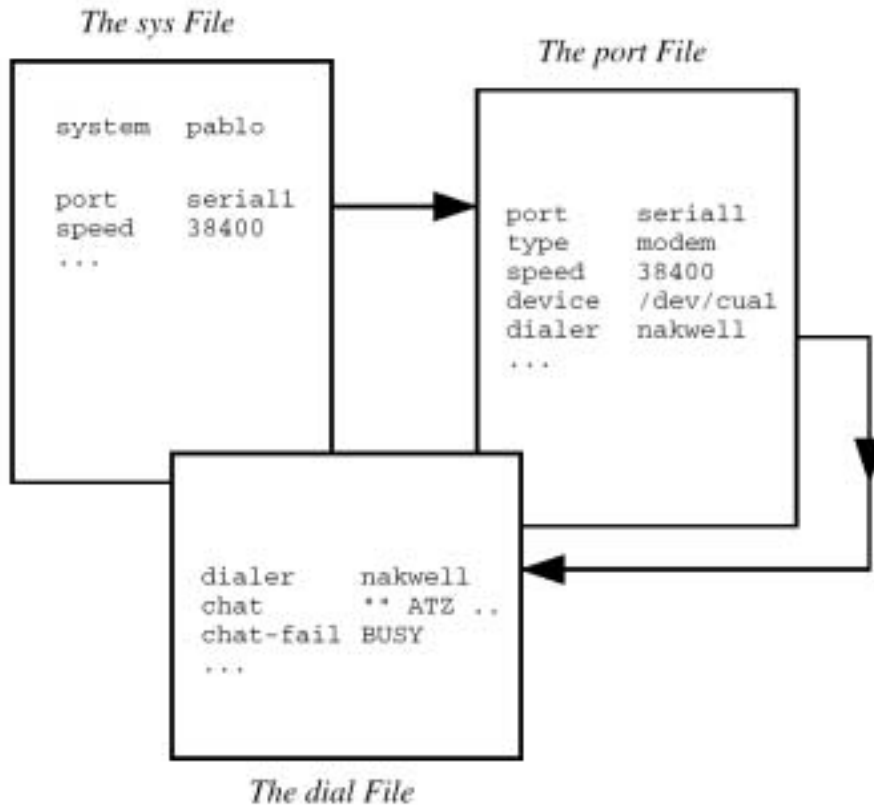 The sys File
system pablo
port serial1
speed 38400
...
The port File
port serial1
type modem
speed 38400
device /dev/cua1
dialer nakwell
...
dialer nakwell
chat "" ATZ ..
chat-fail BUSY
...
The dial File